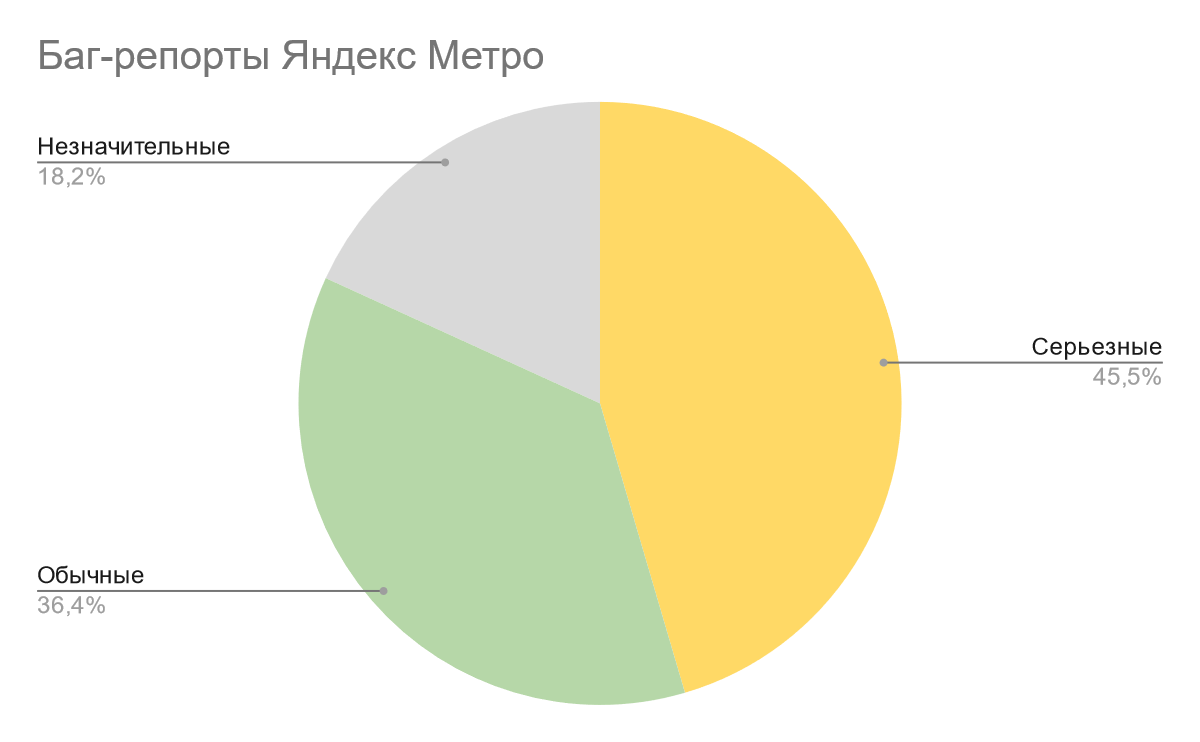 Баг-репорты Яндекс Метро
Незначительные
18,2%
Серьезные
45,5%
Обычные
36,4%